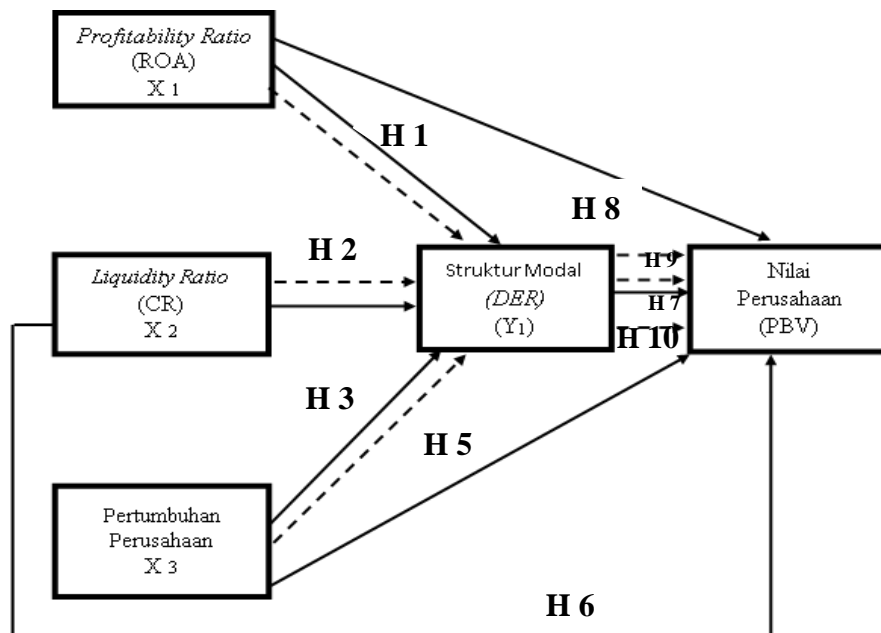 Profitability Ratio
(ROA)
X 1
H 1
H 8
H 2
Liquidity Ratio
(CR)
X 2
Struktur Modal
(DER)
(Y1)
H 9
H 7
H 10
Nilai
Perusahaan
(PBV)
H 3
H 5
Pertumbuhan
Perusahaan
X 3
H 6